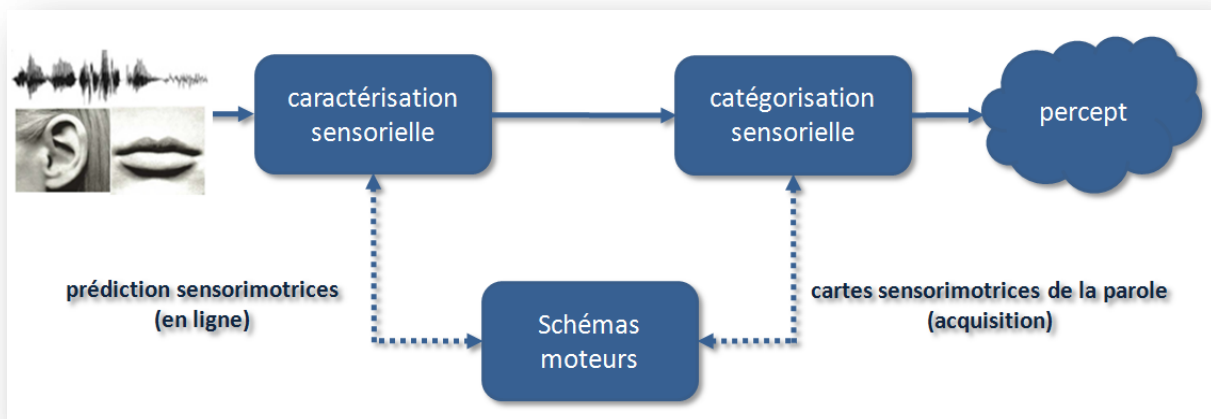 caractérisation
sensorielle
catégorisation
sensorielle
percept
prédiction sensorimotrices
(en ligne)
cartes sensorimotrices de la parole
(acquisition)
Schémas
moteurs